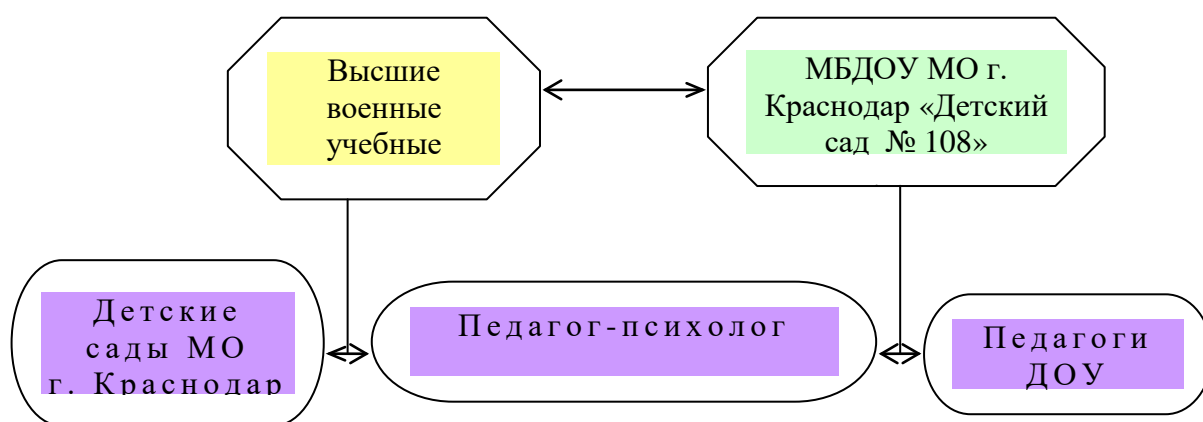 Высшие
военные
учебные
МБДОУ МО г.
Краснодар «Детский
сад № 108»
Детские
сады МО
г. Краснодар
Педагог-психолог
Педагоги
ДОУ